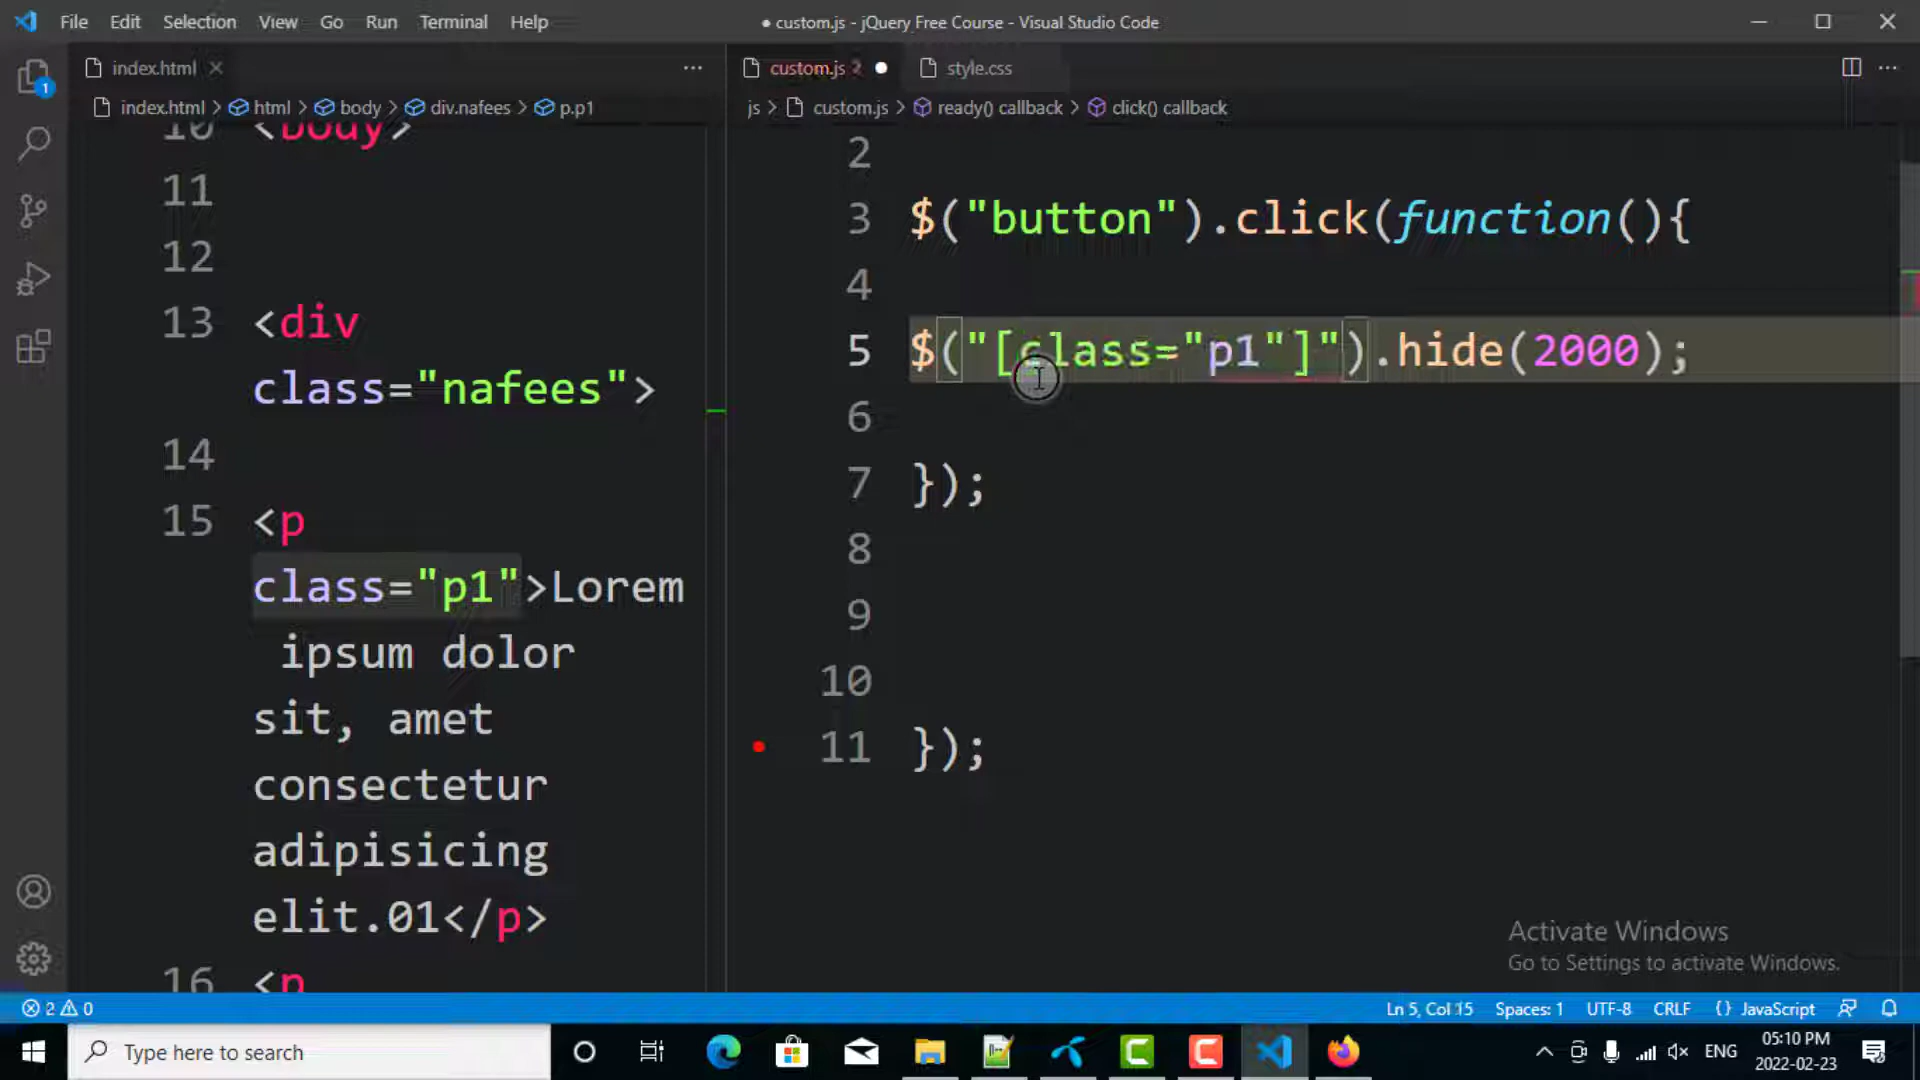 File Edit Selection View Go Run Terminal Help
● custom.js - jQuery Free Course - Visual Studio Code
index.html
custom.js 2
style.css
index.html > html > body > div.nafees > p.p1
js > custom.js > ready() callback > click() callback
10 <body>
11
12
13 <div
class="nafees">
14
15 <p
class="p1">Lorem
ipsum dolor
sit, amet
consectetur
adipisicing
elit.01</p>
16 <p
2
3 $("button").click(function(){
4
5 $("[class="p1"]").hide(2000);
6
7 });
8
9
10
11 });
1
Activate Windows
Go to Settings to activate Windows.
2 0
Ln 5, Col 15 Spaces: 1 UTF-8 CRLF {} JavaScript
Type here to search
ENG
05:10 PM
2022-02-23